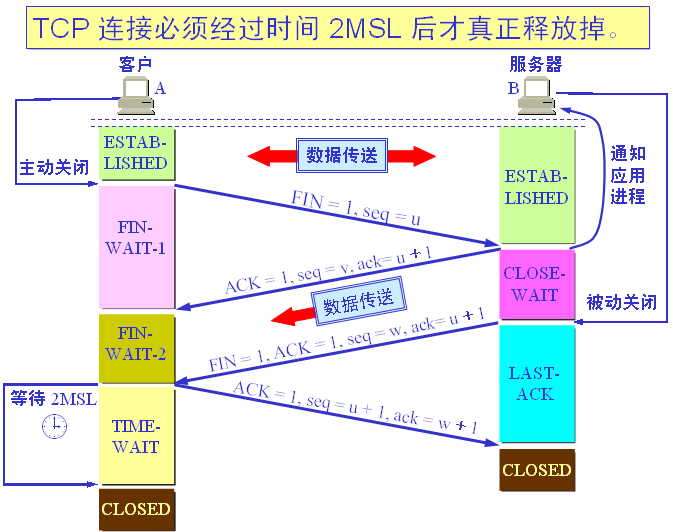 TCP 连接必须经过时间 2MSL 后才真正释放掉。
客户
服务器
A
B
ESTAB-
LISHED
数据传送
主动关闭
ESTAB-
LISHED
通知
应用
进程
FIN = 1, seq = u
FIN-
WAIT-1
ACK = 1, seq = v, ack= u + 1
CLOSE-
WAIT
数据传送
被动关闭
FIN-
WAIT-2
FIN = 1, ACK = 1, seq = w, ack= u + 1
LAST-
ACK
等待 2MSL
ACK = 1, seq = u + 1, ack = w + 1
TIME-
WAIT
CLOSED
CLOSED